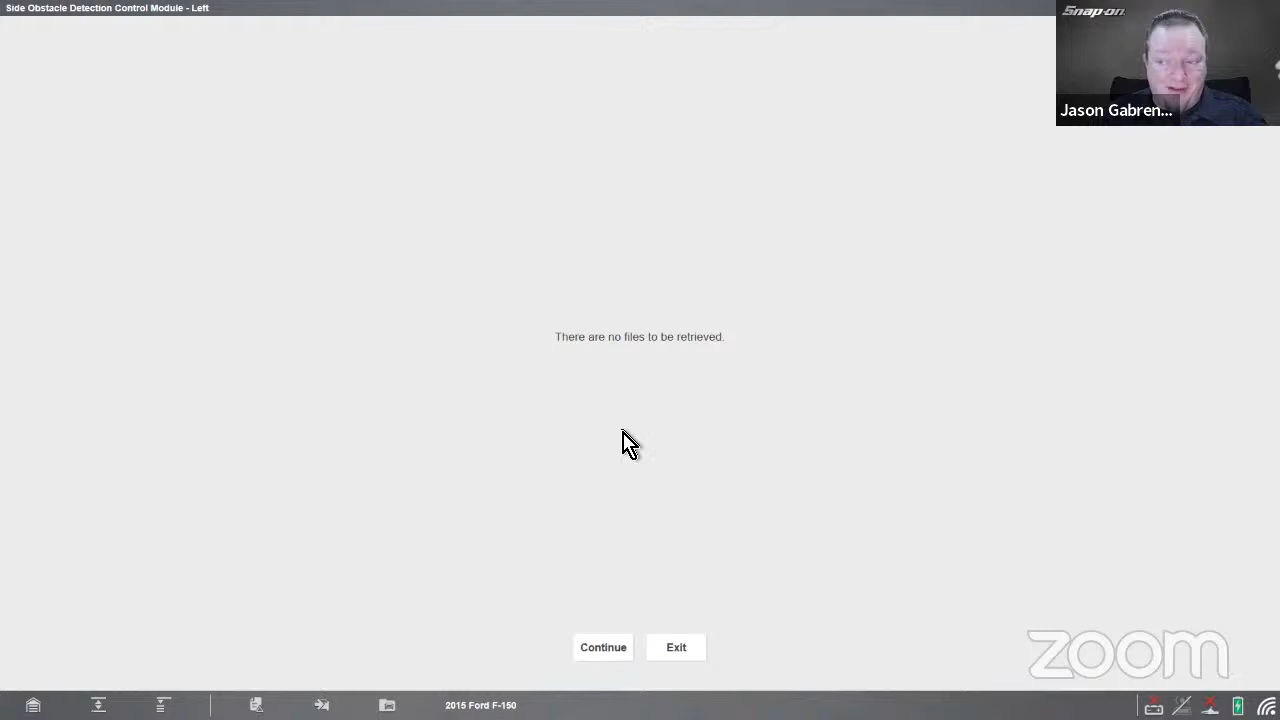 Side Obstacle Detection Control Module - Left
Snap-on
Jason Gabren...
There are no files to be retrieved.
Continue
Exit
zoom
2015 Ford F-150